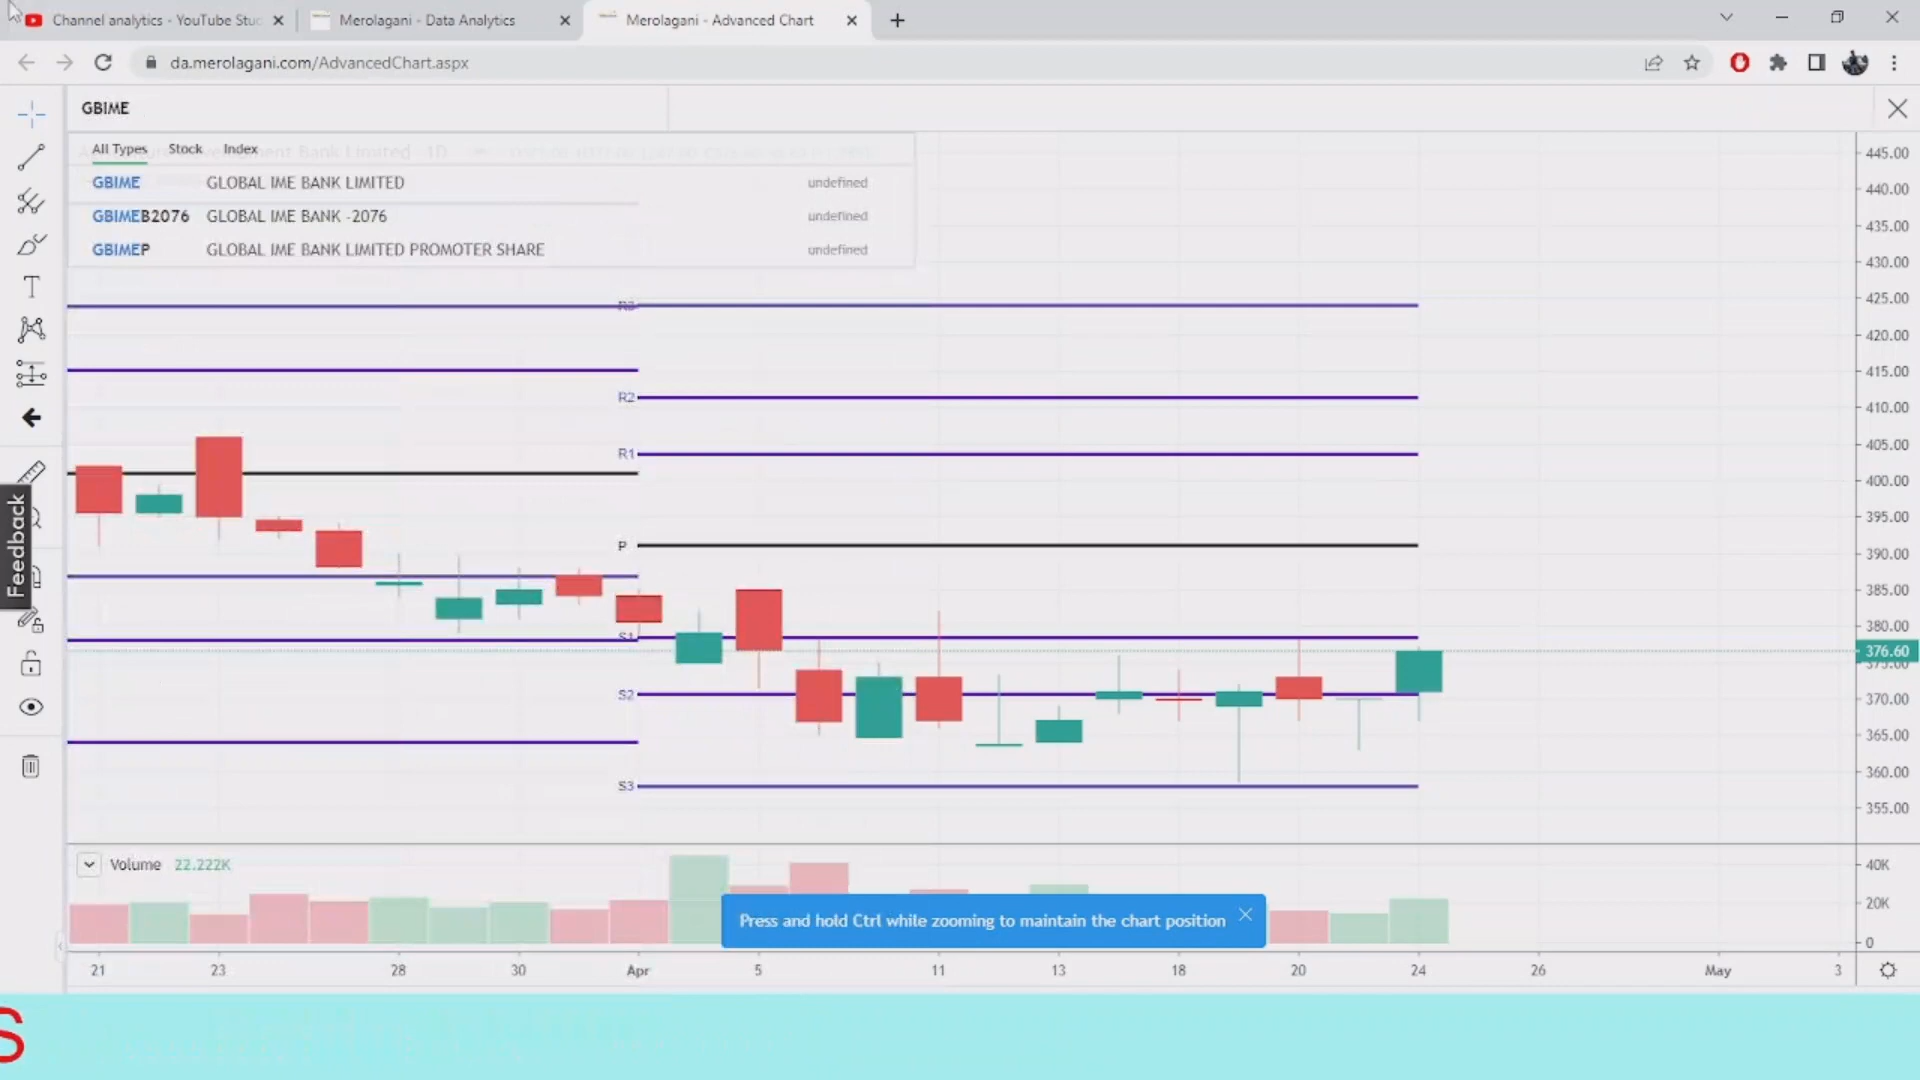 Channel analytics - YouTube Stu
Merolagani - Data Analytics
Merolagani - Advanced Chart
da.merolagani.com/AdvancedChart.aspx
GBIME
All Types Stock Index
GBIME GLOBAL IME BANK LIMITED undefined
GBIMEB2076 GLOBAL IME BANK -2076 undefined
GBIMEP GLOBAL IME BANK LIMITED PROMOTER SHARE undefined
445.00
440.00
435.00
430.00
425.00
420.00
415.00
410.00
405.00
400.00
395.00
390.00
385.00
380.00
376.60
375.00
370.00
365.00
360.00
355.00
R3
R2
R1
P
S1
S2
S3
Feedback
Volume 22.222K
40K
20K
0
Press and hold Ctrl while zooming to maintain the chart position
21 23 28 30 Apr 5 11 13 18 20 24 26 May 3
S